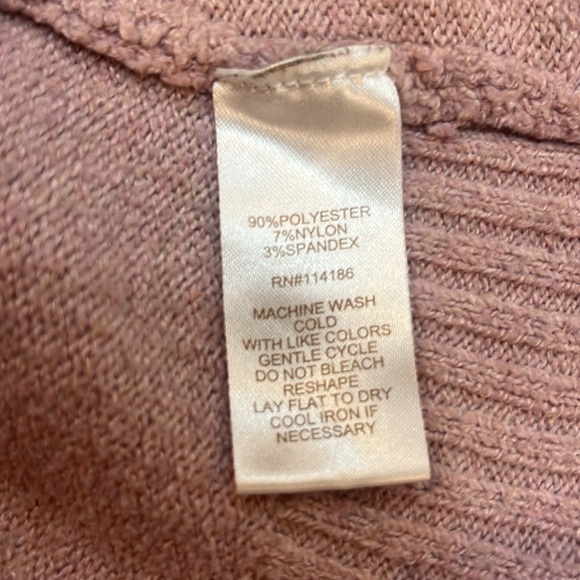 90%POLYESTER
7%NYLON
3%SPANDEX
RN#114186
MACHINE WASH
COLD
WITH LIKE COLORS
GENTLE CYCLE
DO NOT BLEACH
RESHAPE
LAY FLAT TO DRY
COOL IRON IF
NECESSARY